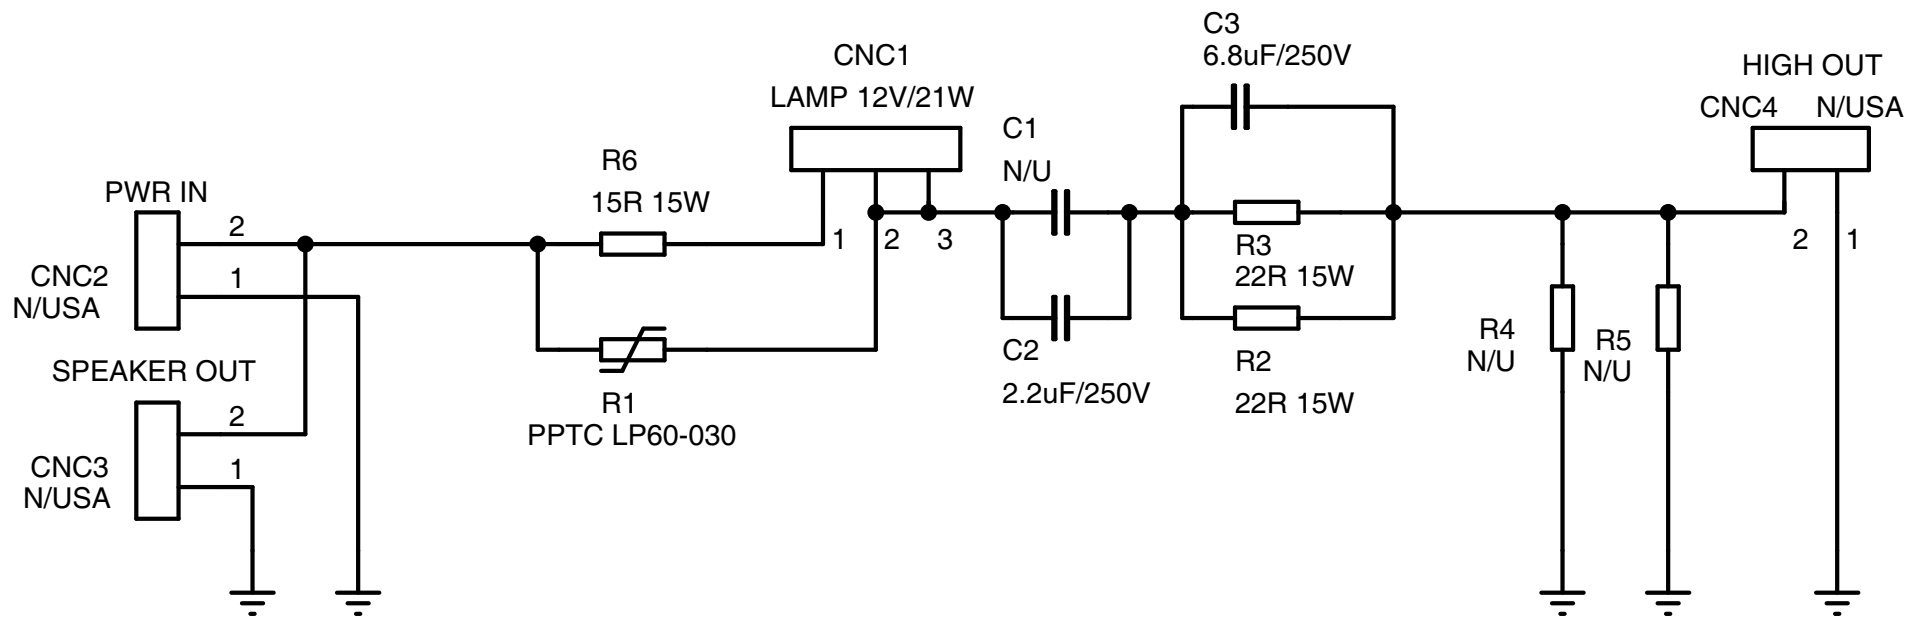 C3
6.8uF/250V
CNC1
LAMP 12V/21W
HIGH OUT
CNC4 N/USA
C1
N/U
R6
15R 15W
PWR IN
2
1
CNC2
N/USA
1 2 3
R3
22R 15W
2 1
R4
N/U
R5
N/U
C2
2.2uF/250V
R2
22R 15W
SPEAKER OUT
R1
PPTC LP60-030
2
1
CNC3
N/USA